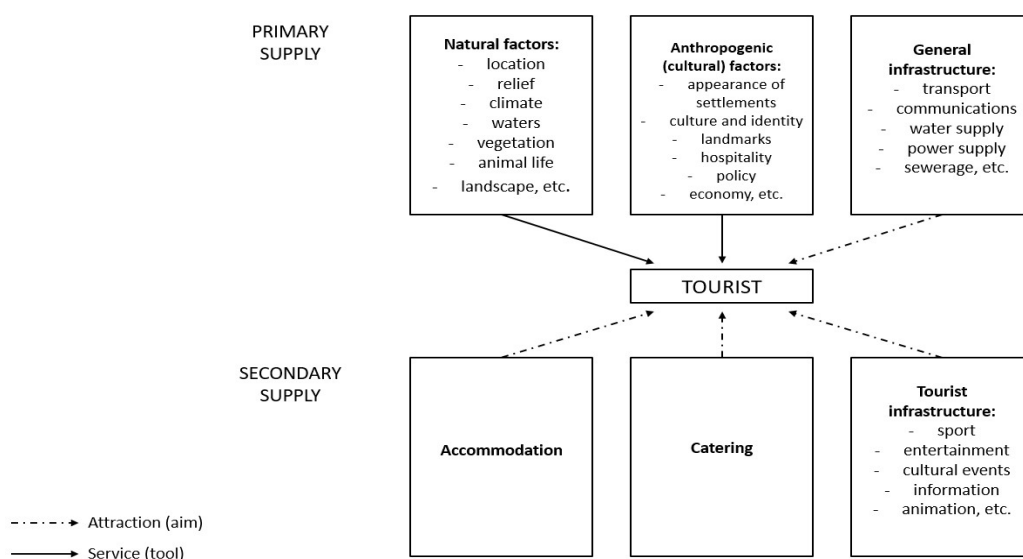 PRIMARY
SUPPLY
Natural factors:
- location
- relief
- climate
- waters
- vegetation
- animal life
- landscape, etc.
Anthropogenic
(cultural) factors:
- appearance of
settlements
- culture and identity
- landmarks
- hospitality
- policy
- economy, etc.
General
infrastructure:
- transport
- communications
- water supply
- power supply
- sewerage, etc.
TOURIST
SECONDARY
SUPPLY
Accommodation
Catering
Tourist
infrastructure:
- sport
- entertainment
- cultural events
- information
- animation, etc.
Attraction (aim)
Service (tool)